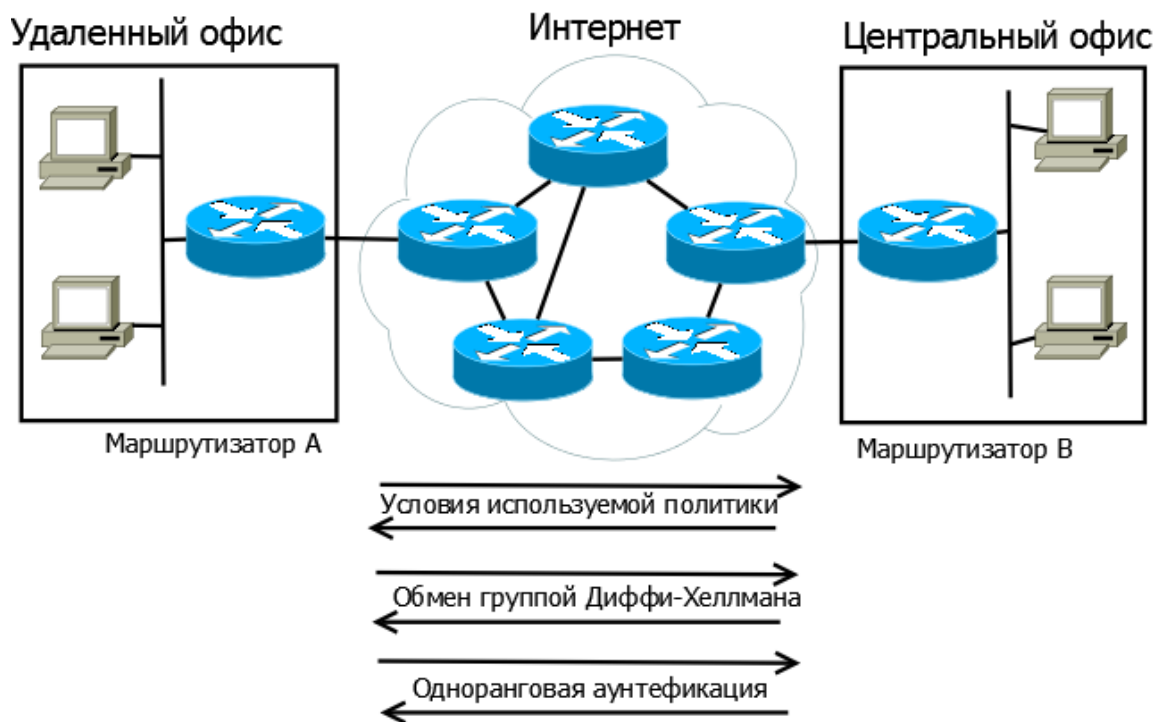 Удаленный офис
Интернет
Центральный офис
Маршрутизатор A
Маршрутизатор B
Условия используемой политики
Обмен группой Диффи-Хеллмана
Одноранговая аунтефикация